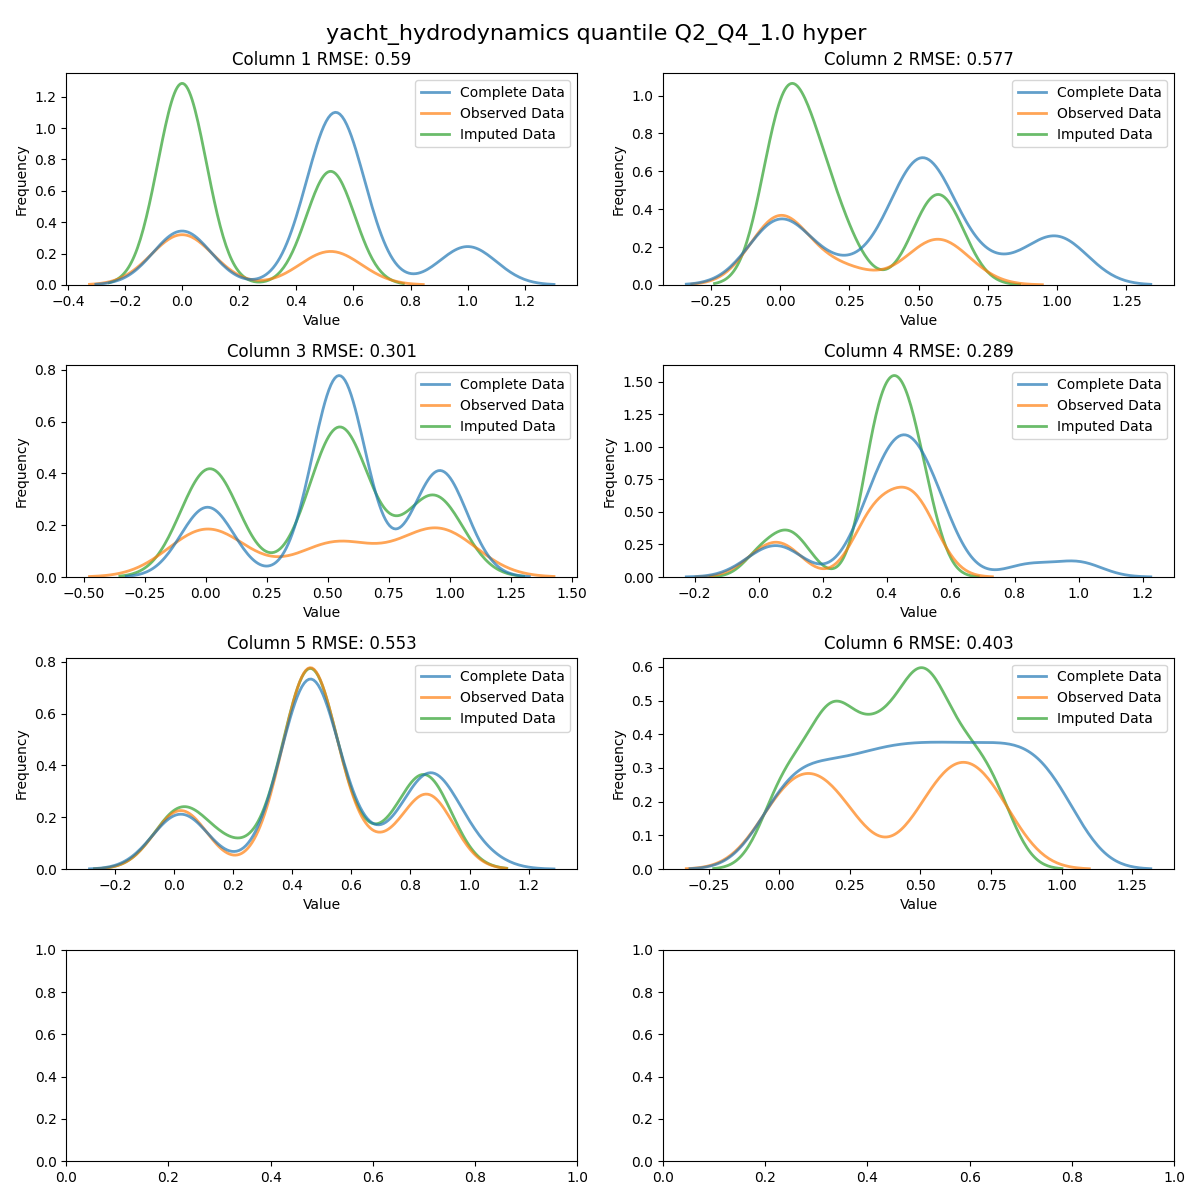 yacht_hydrodynamics quantile Q2_Q4_1.0 hyper
Column 1 RMSE: 0.59
Complete Data
Observed Data
Imputed Data
Frequency
0.0 0.2 0.4 0.6 0.8 1.0 1.2
−0.4 −0.2 0.0 0.2 0.4 0.6 0.8 1.0 1.2
Value
Column 2 RMSE: 0.577
Complete Data
Observed Data
Imputed Data
Frequency
0.0 0.2 0.4 0.6 0.8 1.0
−0.25 0.00 0.25 0.50 0.75 1.00 1.25
Value
Column 3 RMSE: 0.301
Complete Data
Observed Data
Imputed Data
Frequency
0.0 0.2 0.4 0.6 0.8
−0.50 −0.25 0.00 0.25 0.50 0.75 1.00 1.25 1.50
Value
Column 4 RMSE: 0.289
Complete Data
Observed Data
Imputed Data
Frequency
0.00 0.25 0.50 0.75 1.00 1.25 1.50
−0.2 0.0 0.2 0.4 0.6 0.8 1.0 1.2
Value
Column 5 RMSE: 0.553
Complete Data
Observed Data
Imputed Data
Frequency
0.0 0.2 0.4 0.6 0.8
−0.2 0.0 0.2 0.4 0.6 0.8 1.0 1.2
Value
Column 6 RMSE: 0.403
Complete Data
Observed Data
Imputed Data
Frequency
0.0 0.1 0.2 0.3 0.4 0.5 0.6
−0.25 0.00 0.25 0.50 0.75 1.00 1.25
Value
0.0 0.2 0.4 0.6 0.8 1.0
0.0 0.2 0.4 0.6 0.8 1.0
0.0 0.2 0.4 0.6 0.8 1.0
0.0 0.2 0.4 0.6 0.8 1.0